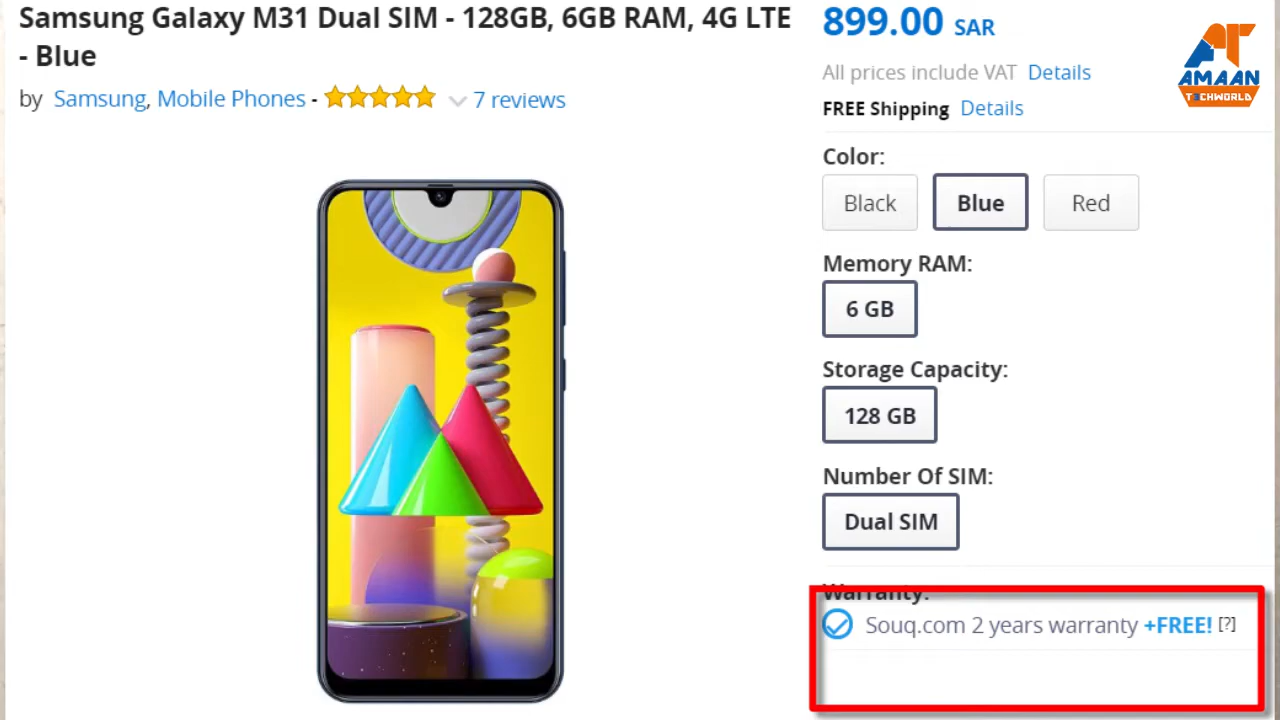 Samsung Galaxy M31 Dual SIM - 128GB, 6GB RAM, 4G LTE
- Blue
by Samsung, Mobile Phones - 7 reviews
899.00 SAR
All prices include VAT Details
FREE Shipping Details
AT
AMAAN
TECHWORLD
Color:
Black Blue Red
Memory RAM:
6 GB
Storage Capacity:
128 GB
Number Of SIM:
Dual SIM
Warranty:
Souq.com 2 years warranty +FREE! [?]